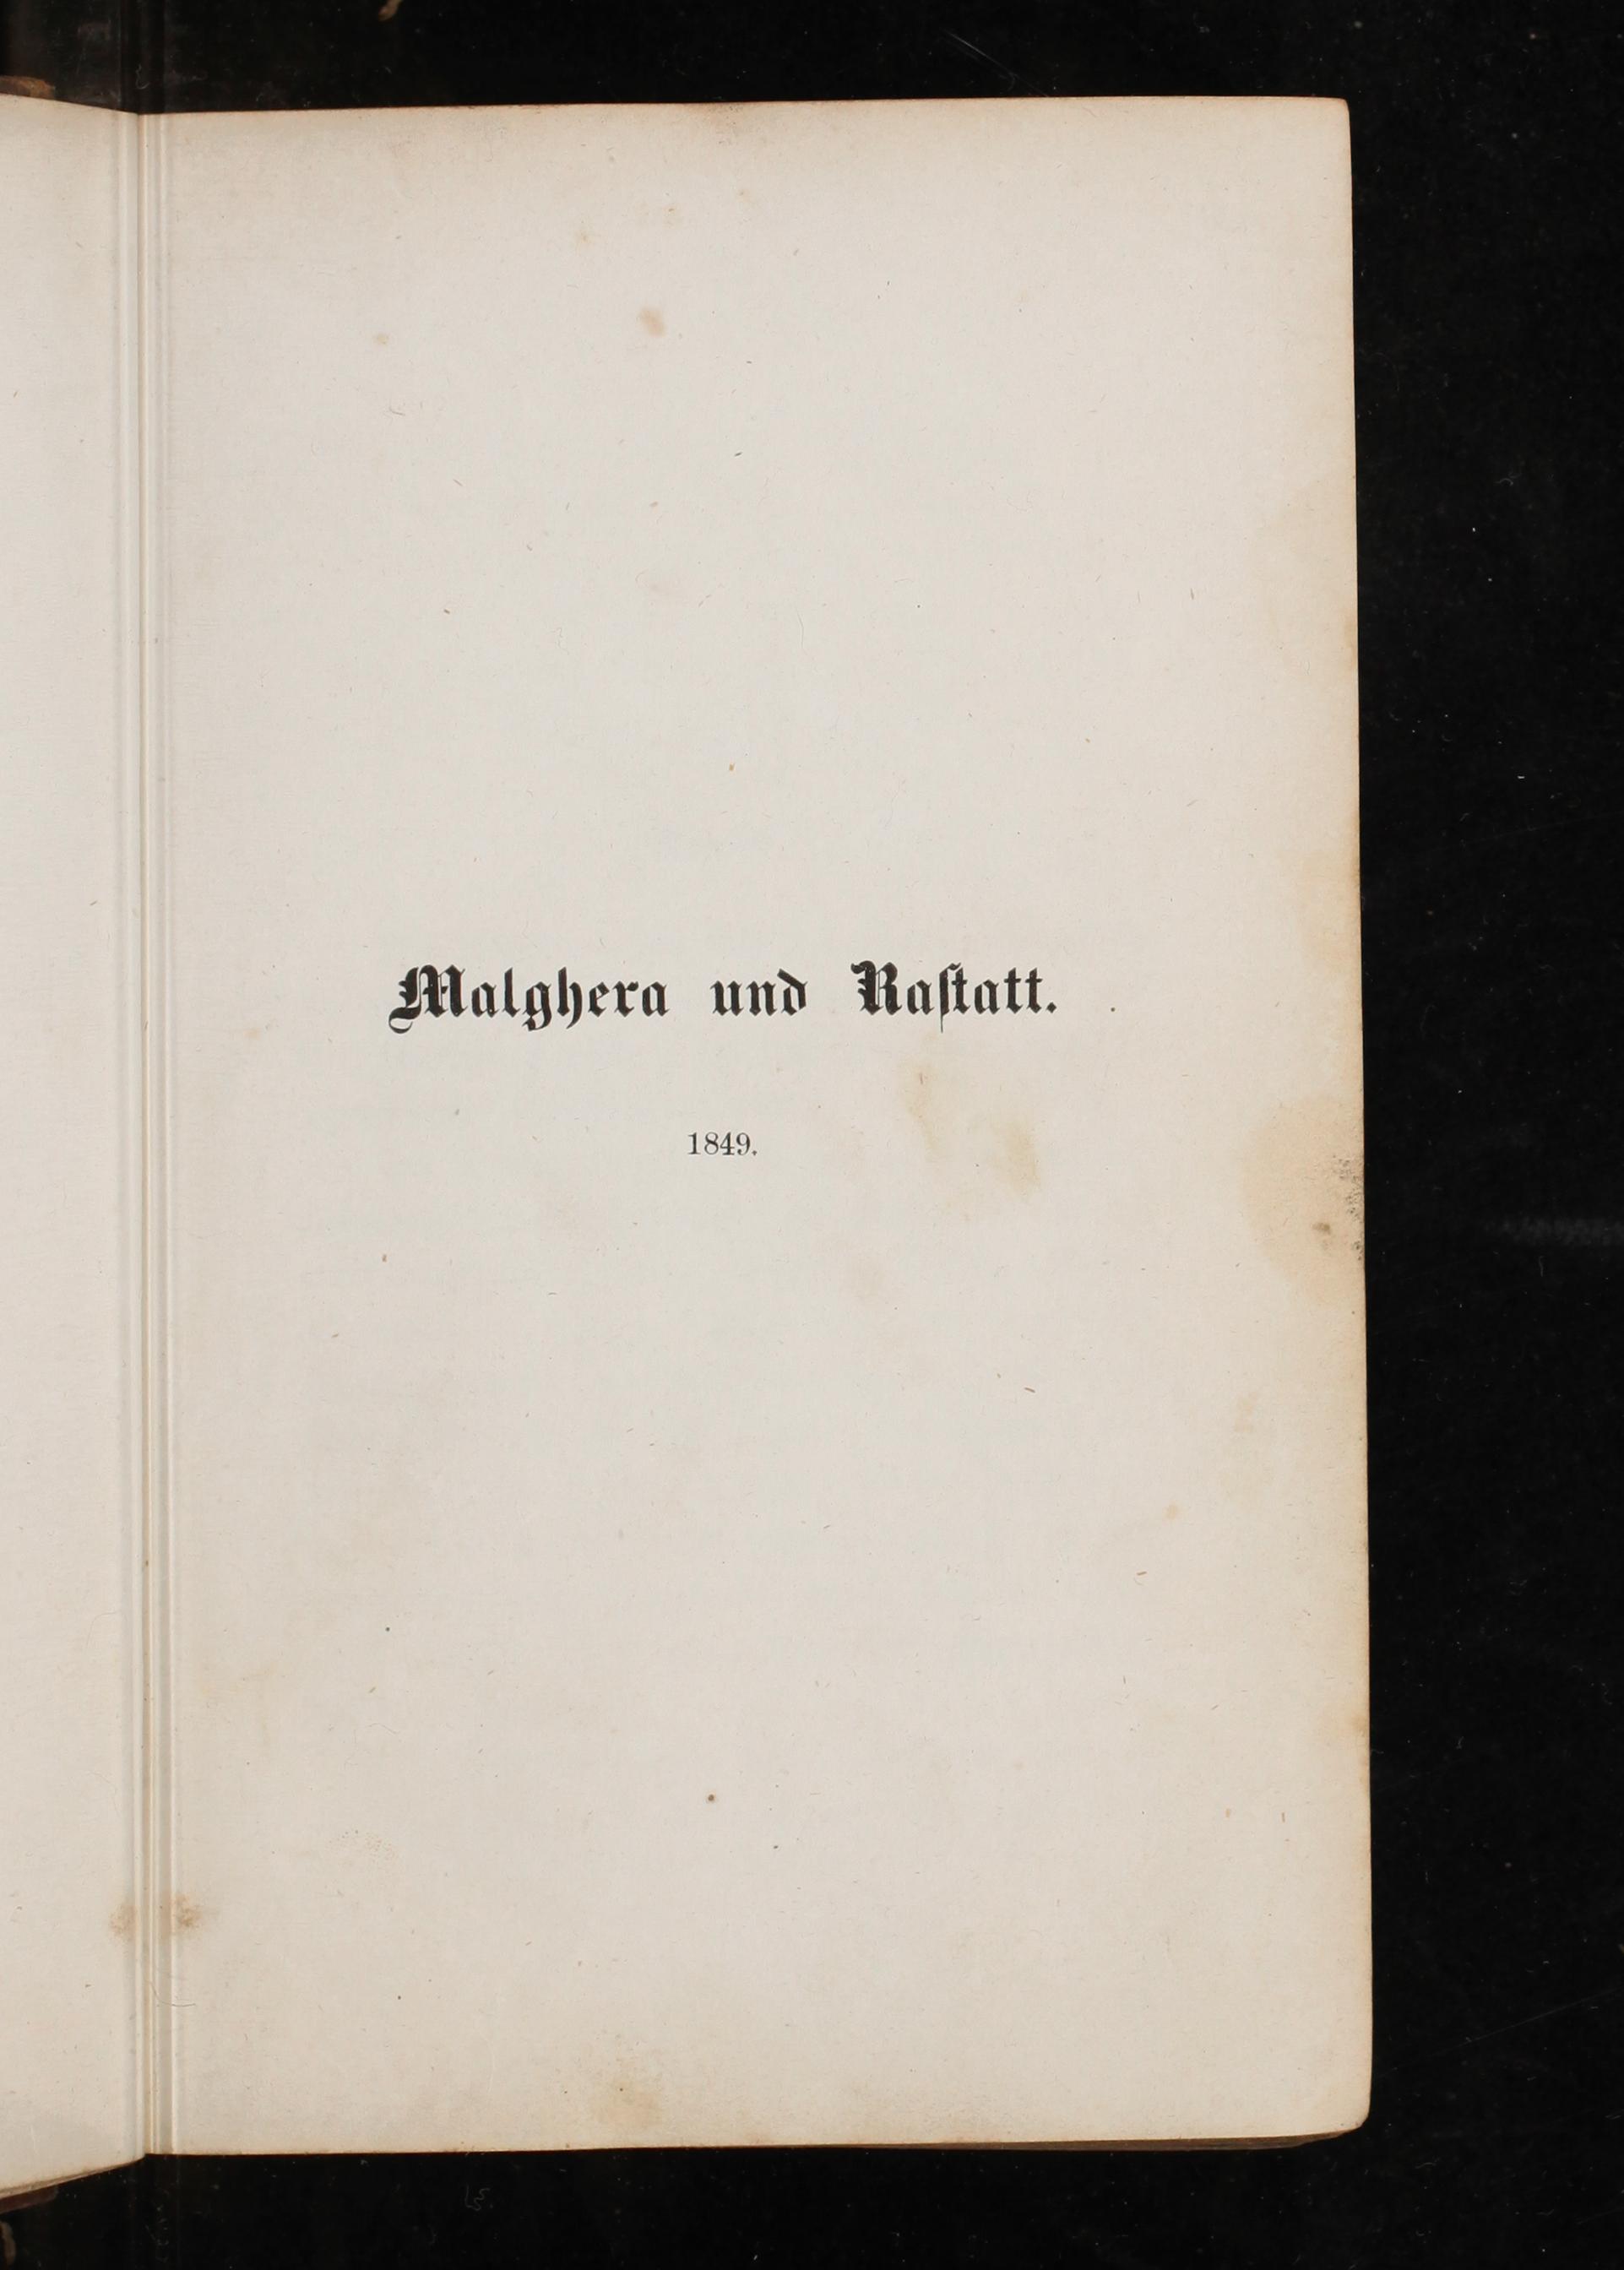 Malghera und Raſtatt.
1849.